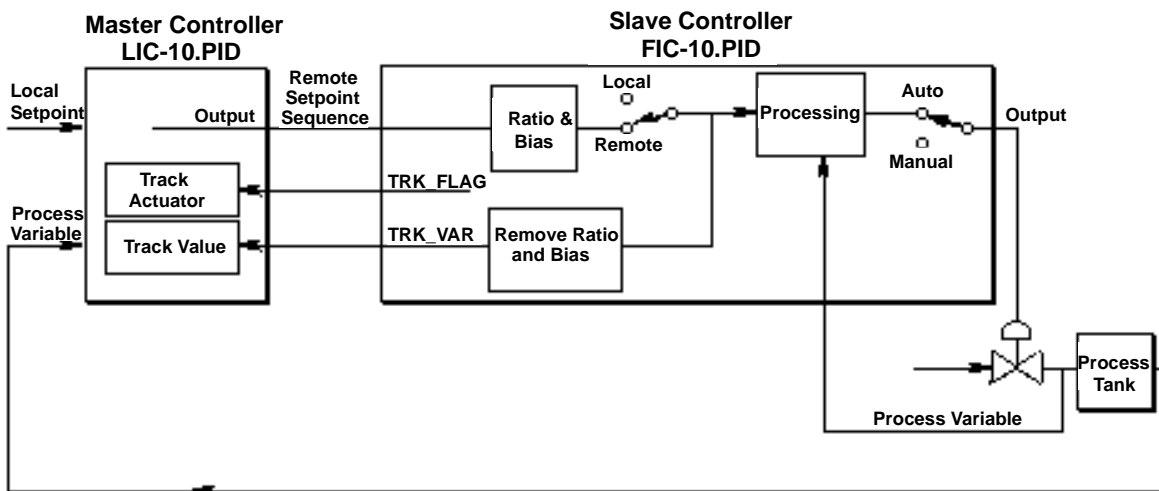 Master Controller
LIC-10.PID
Slave Controller
FIC-10.PID
Local
Setpoint
Output
Remote
Setpoint
Sequence
Ratio &
Bias
Local
Remote
Processing
Auto
Manual
Output
Track
Actuator
TRK_FLAG
Process
Variable
Track Value
TRK_VAR
Remove Ratio
and Bias
Process
Tank
Process Variable